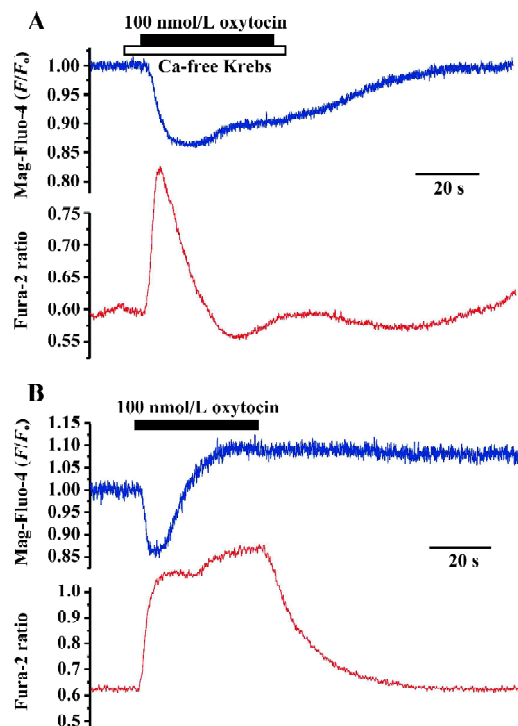 A
100 nmol/L oxytocin
Ca-free Krebs
Mag-Fluo-4 (F/Fo)
1.00
0.95
0.90
0.85
0.80
20 s
Fura-2 ratio
0.75
0.70
0.65
0.60
0.55
B
100 nmol/L oxytocin
Mag-Fluo-4 (F/Fo)
1.15
1.10
1.05
1.00
0.95
0.90
0.85
20 s
Fura-2 ratio
1.0
0.9
0.8
0.7
0.6
0.5